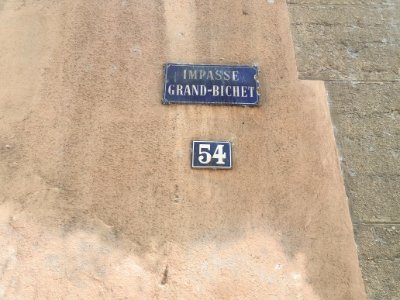 IMPASSE
GRAND-BICHET
54